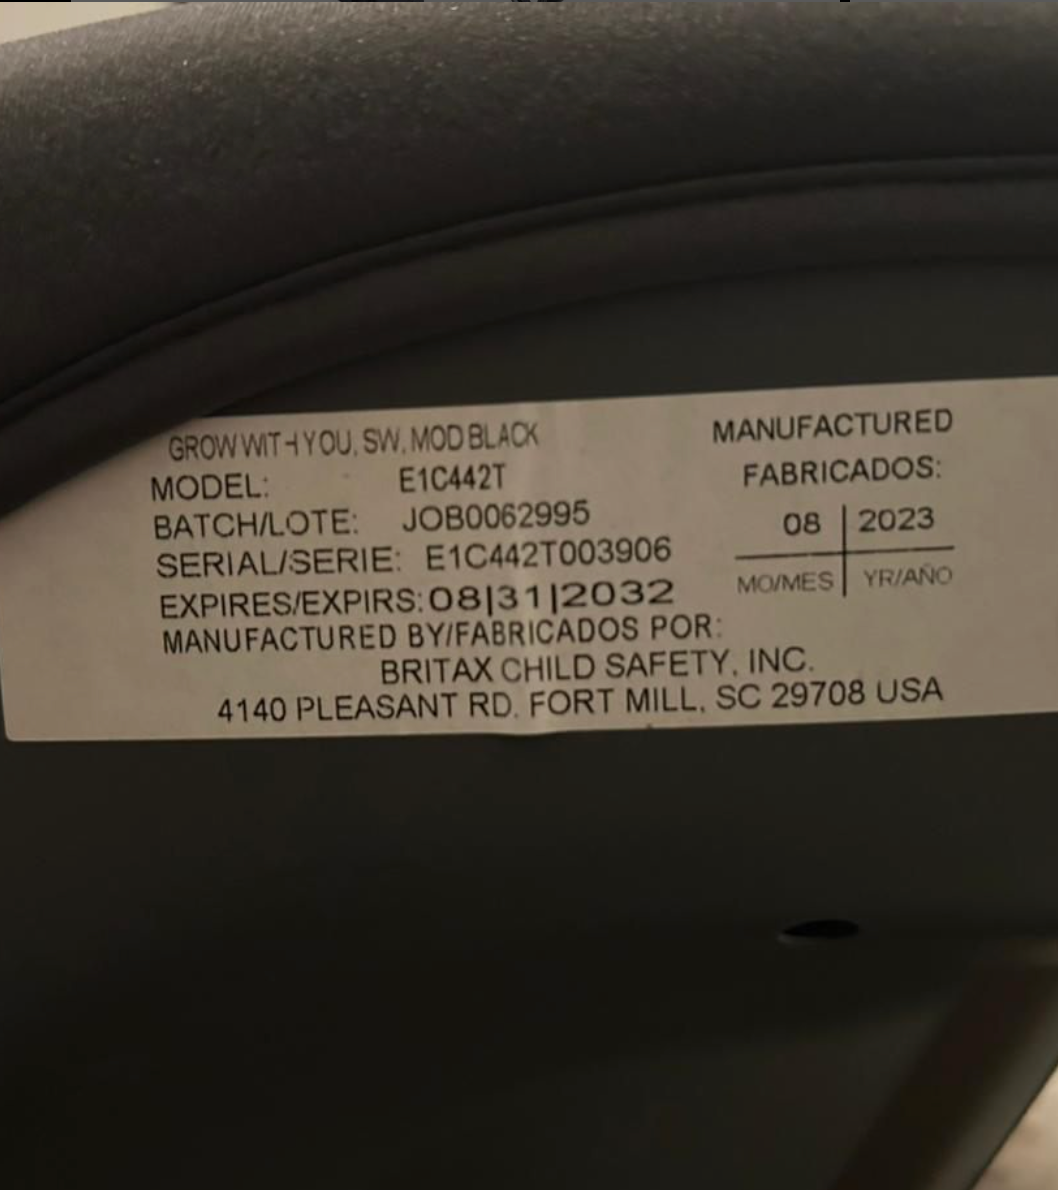 GROW WITH YOU, SW, MOD BLACK
MODEL: E1C442T
BATCH/LOTE: JOB0062995
SERIAL/SERIE: E1C442T003906
EXPIRES/EXPIRS: 08|31|2032
MANUFACTURED BY/FABRICADOS POR:
BRITAX CHILD SAFETY, INC.
4140 PLEASANT RD. FORT MILL, SC 29708 USA
MANUFACTURED
FABRICADOS:
08 | 2023
MO/MES | YR/AÑO